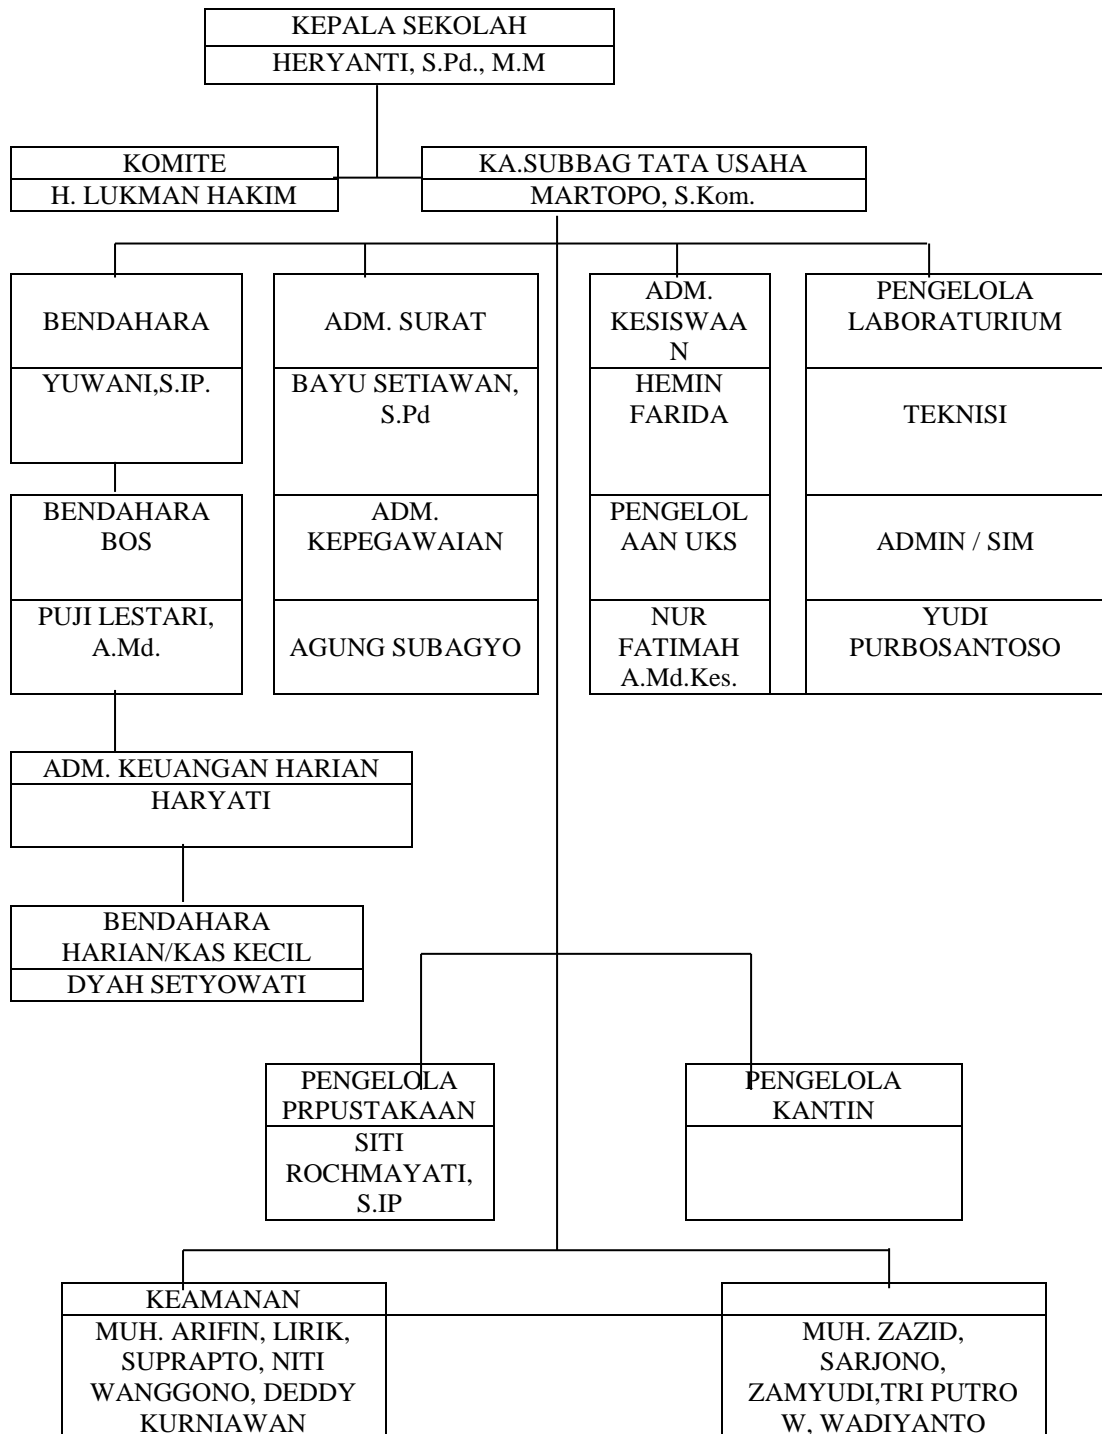 KEPALA SEKOLAH
HERYANTI, S.Pd., M.M
KOMITE
H. LUKMAN HAKIM
KA.SUBBAG TATA USAHA
MARTOPO, S.Kom.
BENDAHARA
YUWANI,S.IP.
ADM. SURAT
BAYU SETIAWAN,
S.Pd
ADM.
KESISWAA
N
HEMIN
FARIDA
PENGELOLA
LABORATURIUM
TEKNISI
BENDAHARA
BOS
PUJI LESTARI,
A.Md.
ADM.
KEPEGAWAIAN
AGUNG SUBAGYO
PENGELOL
AAN UKS
NUR
FATIMAH
A.Md.Kes.
ADMIN / SIM
YUDI
PURBOSANTOSO
ADM. KEUANGAN HARIAN
HARYATI
BENDAHARA
HARIAN/KAS KECIL
DYAH SETYOWATI
PENGELOLA
PRPUSTAKAAN
SITI
ROCHMAYATI,
S.IP
PENGELOLA
KANTIN
KEAMANAN
MUH. ARIFIN, LIRIK,
SUPRAPTO, NITI
WANGGONO, DEDDY
KURNIAWAN
MUH. ZAZID,
SARJONO,
ZAMYUDI,TRI PUTRO
W, WADIYANTO